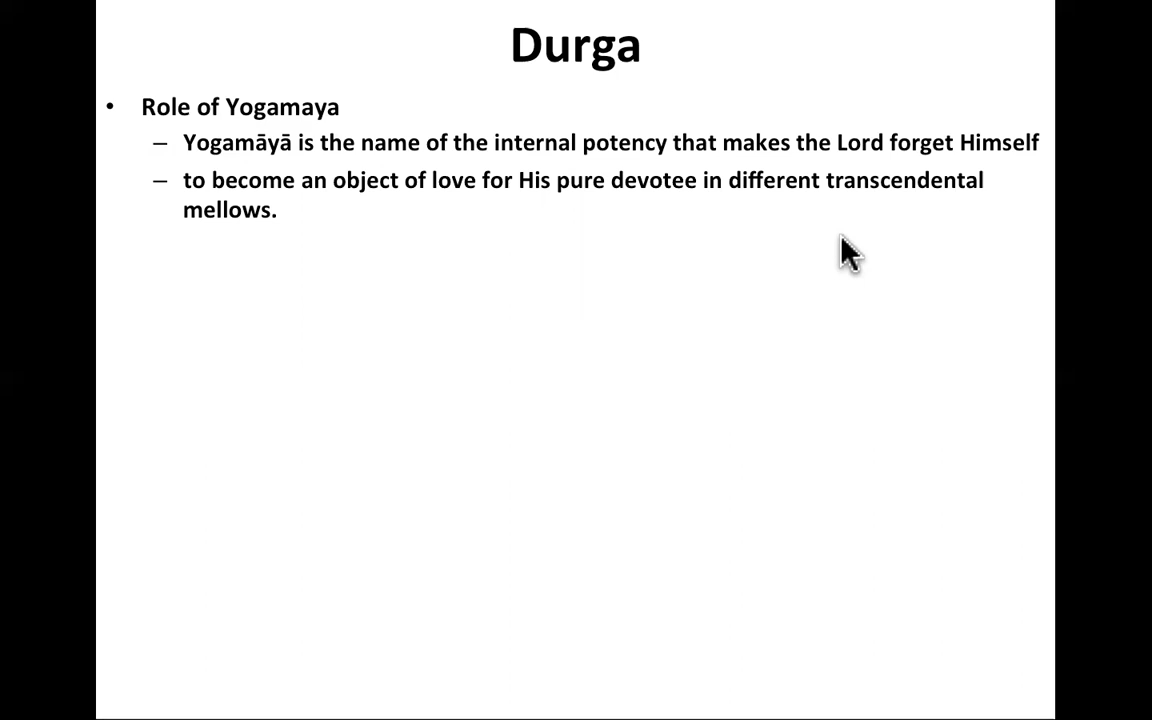 Durga
• Role of Yogamaya
– Yogamāyā is the name of the internal potency that makes the Lord forget Himself
– to become an object of love for His pure devotee in different transcendental
mellows.